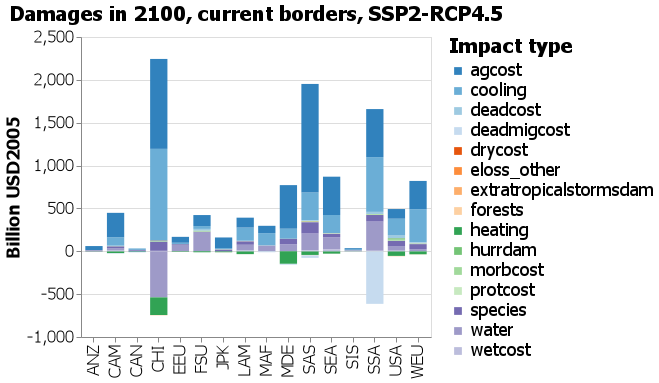 Damages in 2100, current borders, SSP2-RCP4.5
Billion USD2005
2,500
2,000
1,500
1,000
500
0
-500
-1,000
ANZ
CAM
CAN
CHI
EEU
FSU
JPK
LAM
MAF
MDE
SAS
SEA
SIS
SSA
USA
WEU
Impact type
agcost
cooling
deadcost
deadmigcost
drycost
eloss_other
extratropicalstormsdam
forests
heating
hurrdam
morbcost
protcost
species
water
wetcost